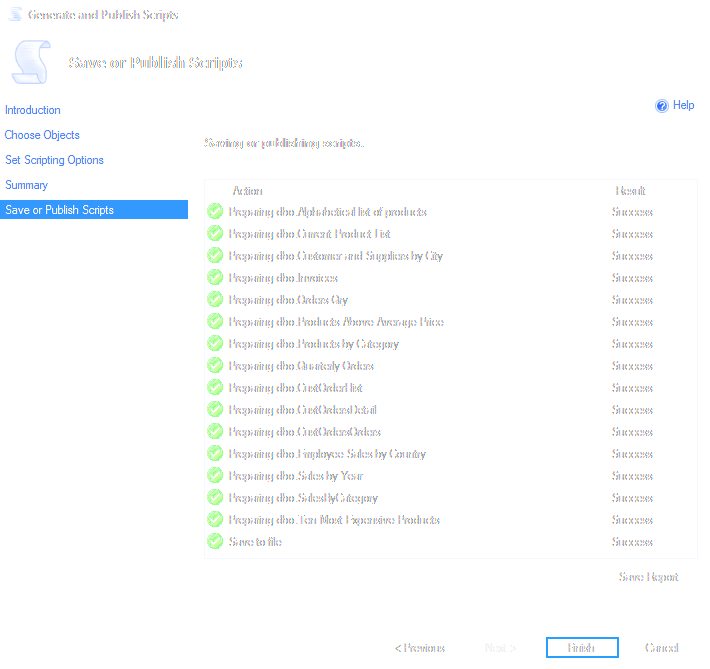 Generate and Publish Scripts
Save or Publish Scripts
Introduction
Help
Choose Objects
Saving or publishing scripts.
Set Scripting Options
Summary
Save or Publish Scripts
Action Result
Preparing dbo.Alphabetical list of products Success
Preparing dbo.Current Product List Success
Preparing dbo.Customer and Suppliers by City Success
Preparing dbo.Invoices Success
Preparing dbo.Orders Qry Success
Preparing dbo.Products Above Average Price Success
Preparing dbo.Products by Category Success
Preparing dbo.Quarterly Orders Success
Preparing dbo.CustOrderHist Success
Preparing dbo.CustOrdersDetail Success
Preparing dbo.CustOrdersOrders Success
Preparing dbo.Employee Sales by Country Success
Preparing dbo.Sales by Year Success
Preparing dbo.SalesByCategory Success
Preparing dbo.Ten Most Expensive Products Success
Save to file Success
Save Report
< Previous Next > Finish Cancel